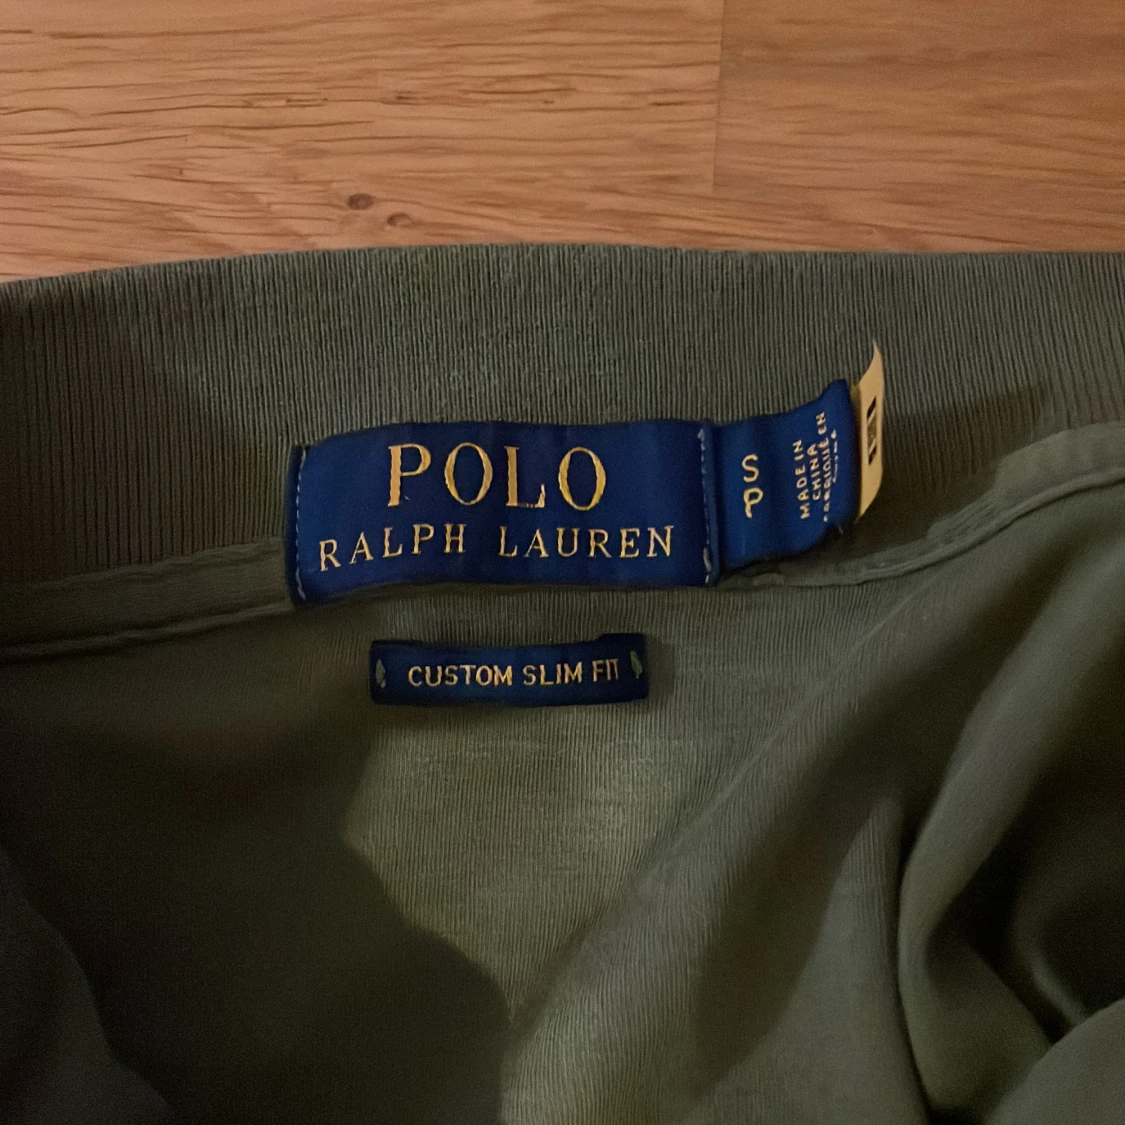 POLO
RALPH LAUREN
S
P
MADE IN
CHINA
CUSTOM SLIM FIT